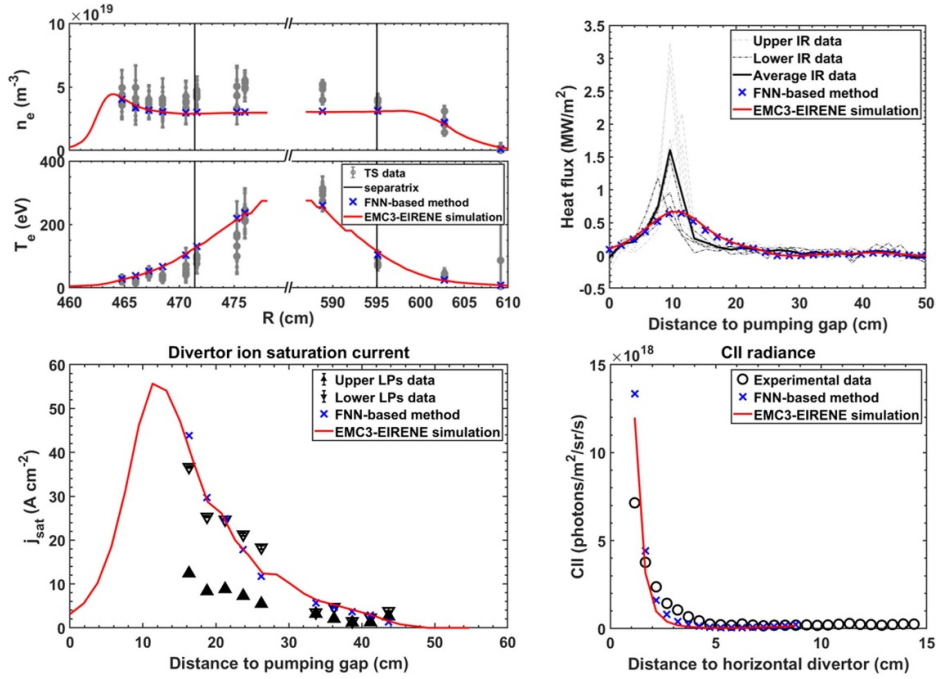 ×10^19
10
5
0
n_e (m^-3)
400
200
0
T_e (eV)
TS data
separatrix
FNN-based method
EMC3-EIRENE simulation
460 465 470 475 590 595 600 605 610
R (cm)
3.5
3
2.5
2
1.5
1
0.5
0
-0.5
Heat flux (MW/m^2)
Upper IR data
Lower IR data
Average IR data
FNN-based method
EMC3-EIRENE simulation
0 10 20 30 40 50
Distance to pumping gap (cm)
Divertor ion saturation current
60
50
40
30
20
10
0
j_sat (A cm^-2)
Upper LPs data
Lower LPs data
FNN-based method
EMC3-EIRENE simulation
0 10 20 30 40 50 60
Distance to pumping gap (cm)
CII radiance
×10^18
15
10
5
0
CII (photons/m^2/sr/s)
Experimental data
FNN-based method
EMC3-EIRENE simulation
0 5 10 15
Distance to horizontal divertor (cm)